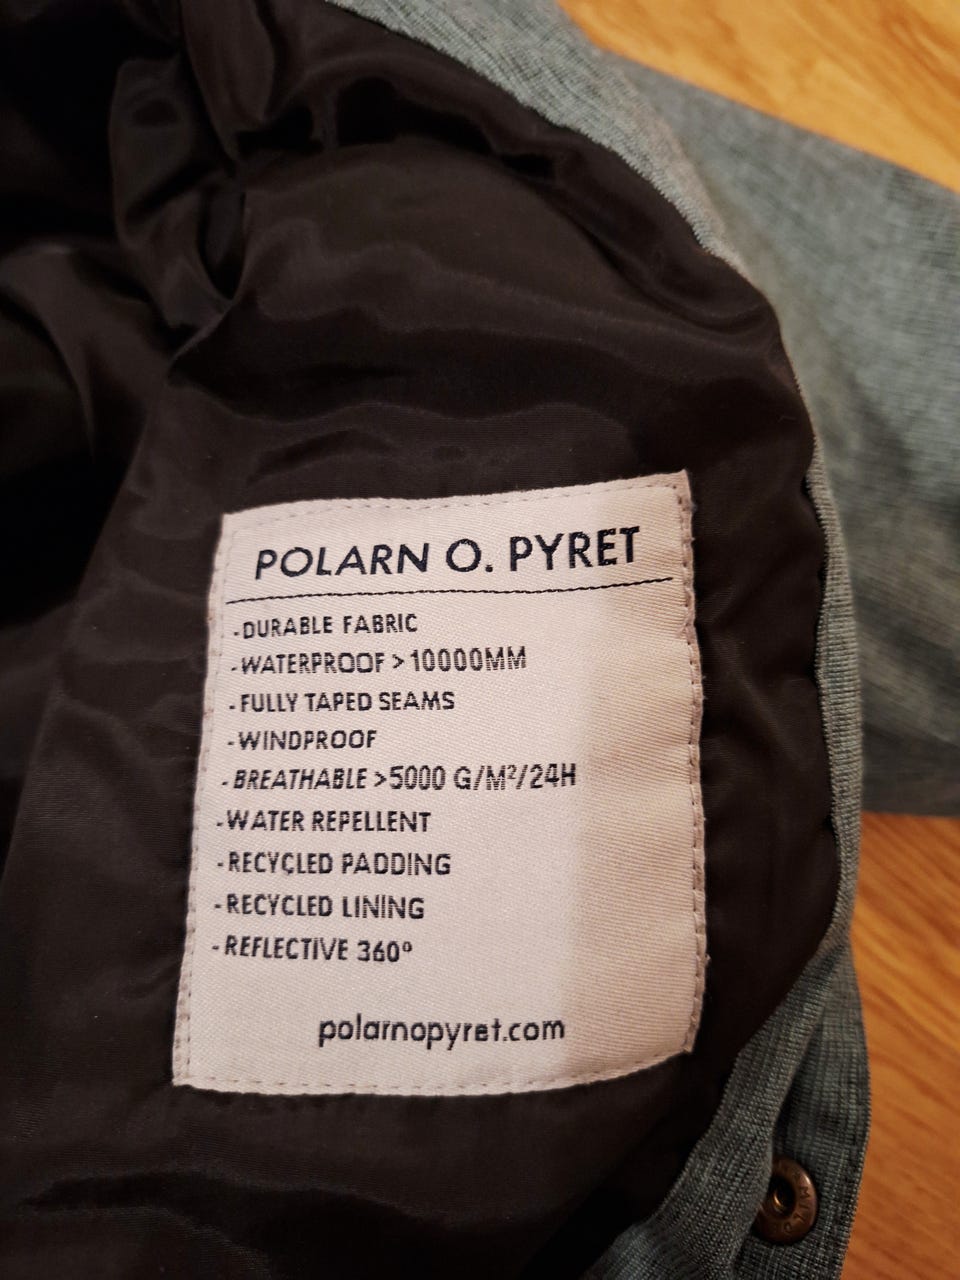 POLARN O. PYRET
-DURABLE FABRIC
-WATERPROOF >10000MM
-FULLY TAPED SEAMS
-WINDPROOF
-BREATHABLE >5000 G/M²/24H
-WATER REPELLENT
-RECYCLED PADDING
-RECYCLED LINING
-REFLECTIVE 360°
polarnopyret.com